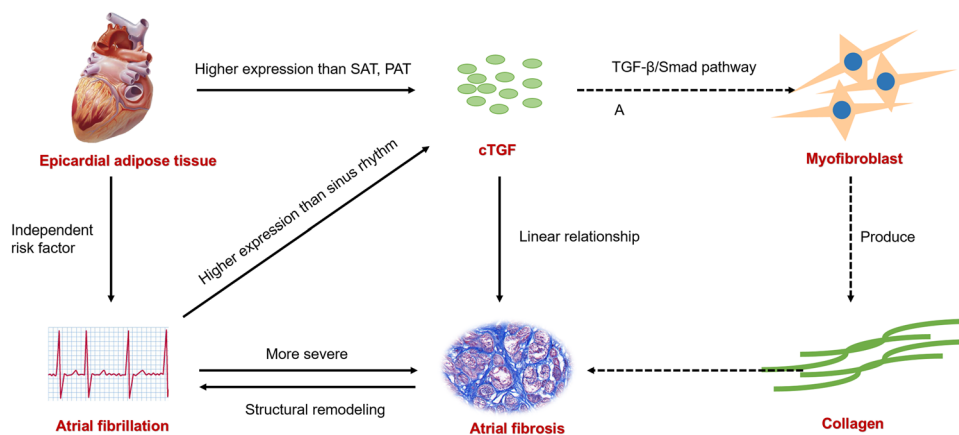 Higher expression than SAT, PAT
TGF-β/Smad pathway
A
Epicardial adipose tissue
cTGF
Myofibroblast
Independent
risk factor
Higher expression than sinus rhythm
Linear relationship
Produce
More severe
Structural remodeling
Atrial fibrillation
Atrial fibrosis
Collagen